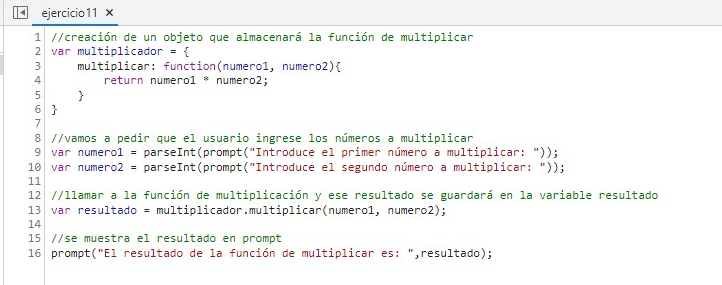 ejercicio11 ×
1 //creación de un objeto que almacenará la función de multiplicar
2 var multiplicador = {
3     multiplicar: function(numero1, numero2){
4         return numero1 * numero2;
5     }
6 }
7
8 //vamos a pedir que el usuario ingrese los números a multiplicar
9 var numero1 = parseInt(prompt("Introduce el primer número a multiplicar: "));
10 var numero2 = parseInt(prompt("Introduce el segundo número a multiplicar: "));
11
12 //llamar a la función de multiplicación y ese resultado se guardará en la variable resultado
13 var resultado = multiplicador.multiplicar(numero1, numero2);
14
15 //se muestra el resultado en prompt
16 prompt("El resultado de la función de multiplicar es: ",resultado);